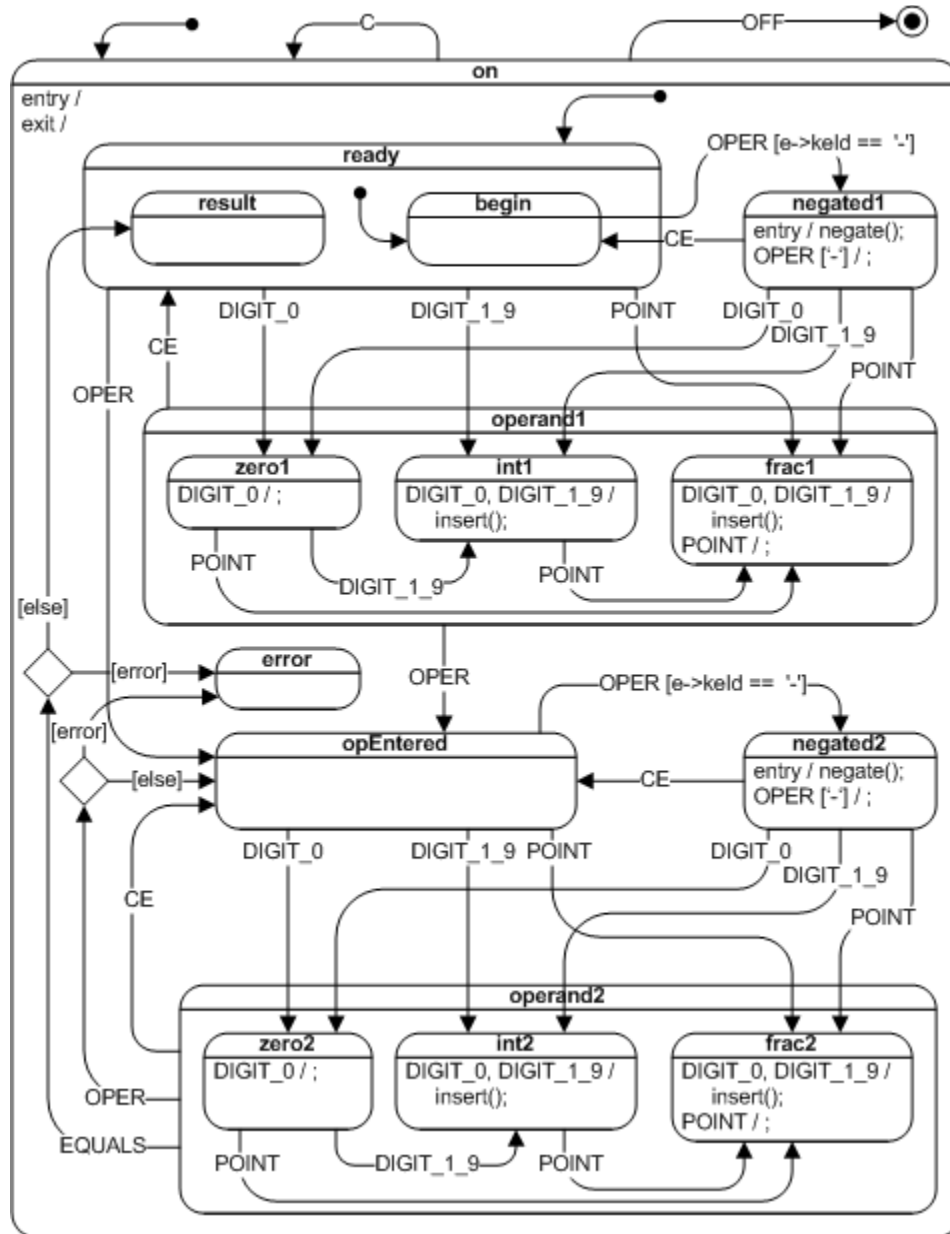 C
OFF
on
entry /
exit /
ready
OPER [e->keId == '-']
result
begin
negated1
entry / negate();
OPER ['-'] / ;
CE
DIGIT_0
DIGIT_1_9
POINT
DIGIT_0
DIGIT_1_9
CE
POINT
OPER
operand1
zero1
int1
frac1
DIGIT_0 / ;
DIGIT_0, DIGIT_1_9 /
insert();
DIGIT_0, DIGIT_1_9 /
insert();
POINT / ;
POINT
DIGIT_1_9
POINT
[else]
error
[error]
OPER
OPER [e->keId == '-']
[error]
opEntered
negated2
entry / negate();
OPER ['-'] / ;
[else]
CE
DIGIT_0
DIGIT_1_9
POINT
DIGIT_0
DIGIT_1_9
CE
POINT
operand2
zero2
int2
frac2
DIGIT_0 / ;
DIGIT_0, DIGIT_1_9 /
insert();
DIGIT_0, DIGIT_1_9 /
insert();
POINT / ;
OPER
EQUALS
POINT
DIGIT_1_9
POINT